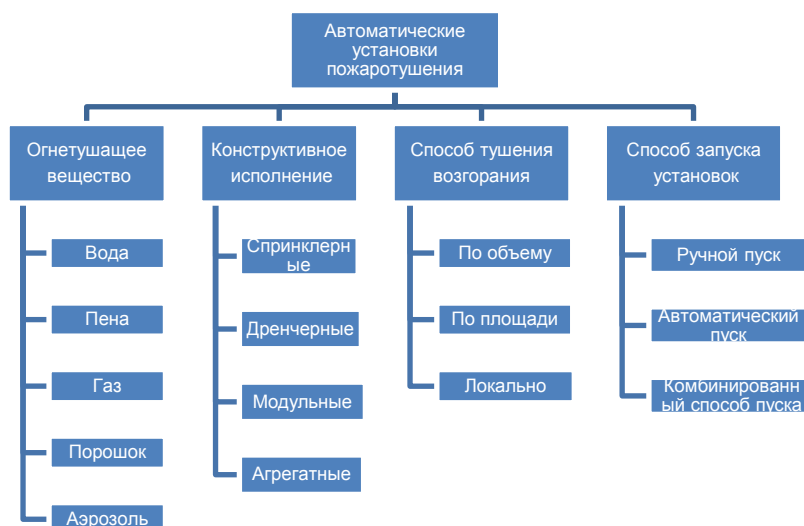 Автоматические
установки
пожаротушения
Огнетушащее
вещество
Вода
Пена
Газ
Порошок
Аэрозоль
Конструктивное
исполнение
Спринклерн
ые
Дренчерные
Модульные
Агрегатные
Способ тушения
возгорания
По объему
По площади
Локально
Способ запуска
установок
Ручной пуск
Автоматический
пуск
Комбинированн
ый способ пуска